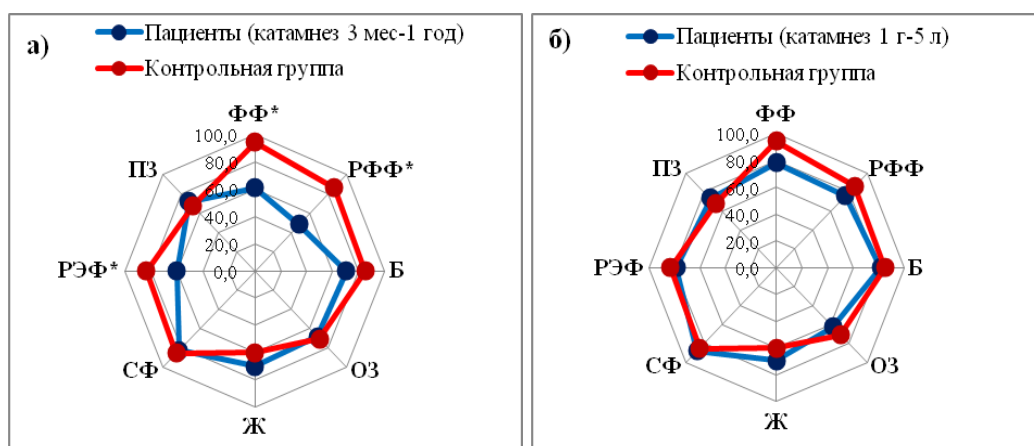 а)
Пациенты (катамнез 3 мес-1 год)
Контрольная группа
ФФ*
100,0
80,0
60,0
40,0
20,0
0,0
РФФ*
Б
ОЗ
Ж
СФ
РЭФ*
ПЗ
б)
Пациенты (катамнез 1 г-5 л)
Контрольная группа
ФФ
100,0
80,0
60,0
40,0
20,0
0,0
РФФ
Б
ОЗ
Ж
СФ
РЭФ
ПЗ